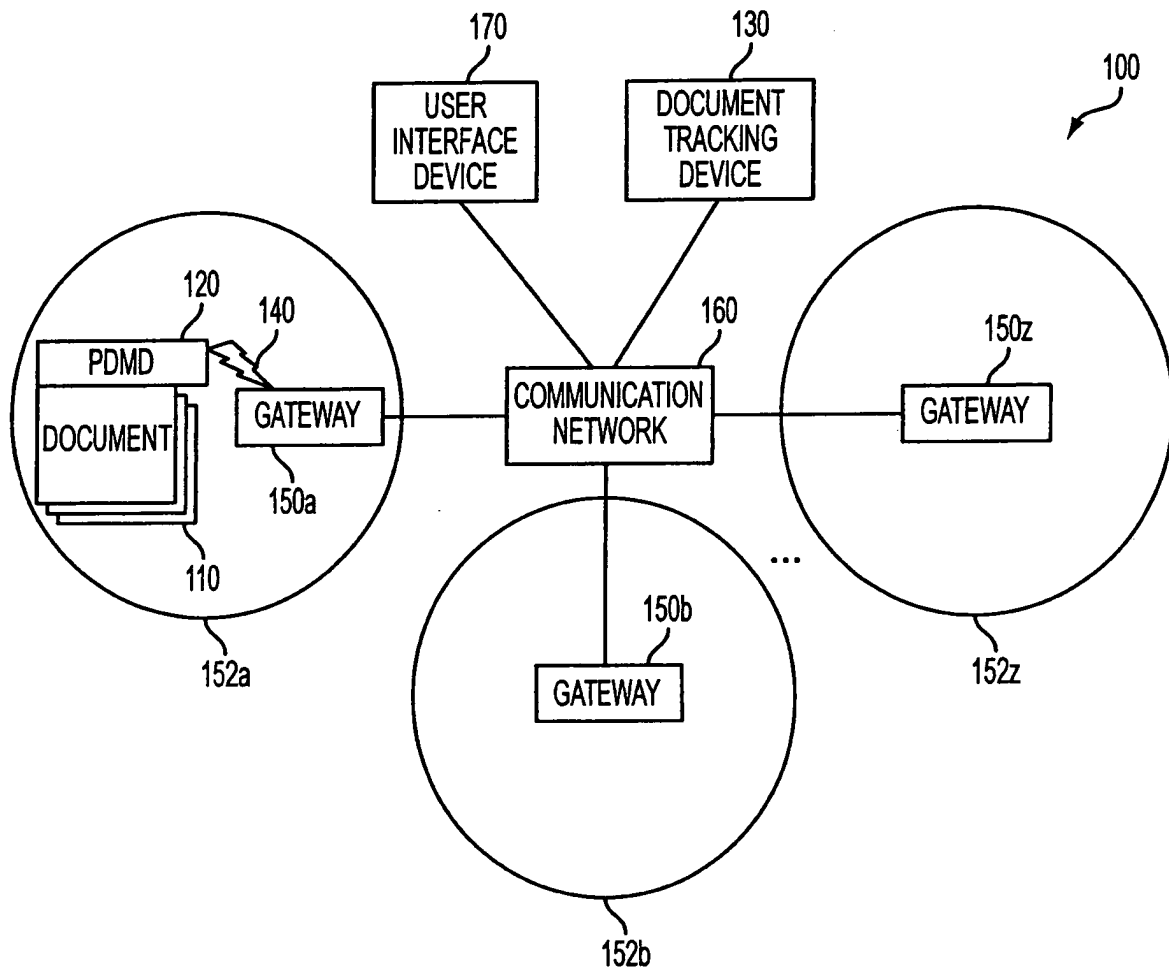 170
130
100
USER
INTERFACE
DEVICE
DOCUMENT
TRACKING
DEVICE
120
140
160
150z
PDMD
DOCUMENT
GATEWAY
COMMUNICATION
NETWORK
GATEWAY
150a
110
...
152a
150b
152z
GATEWAY
152b